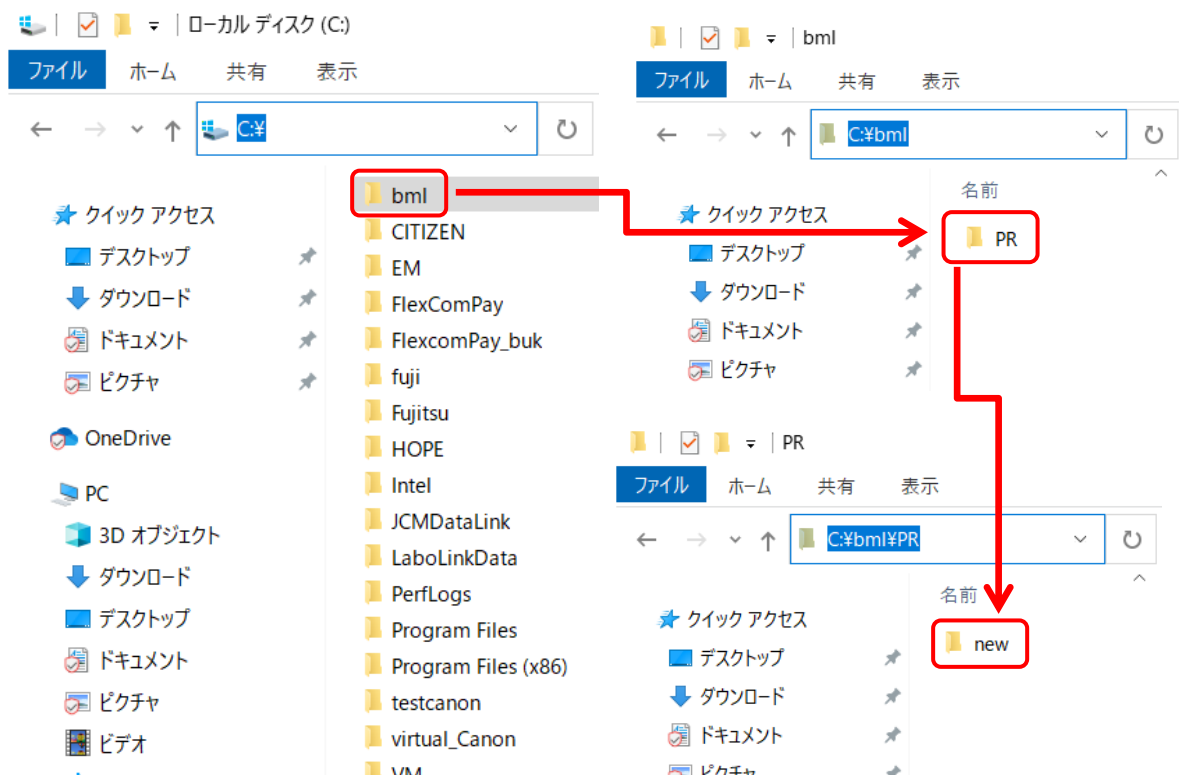 ローカル ディスク (C:)
ファイル ホーム 共有 表示
C:¥
クイック アクセス
デスクトップ
ダウンロード
ドキュメント
ピクチャ
OneDrive
PC
3D オブジェクト
ダウンロード
デスクトップ
ドキュメント
ピクチャ
ビデオ
bml
CITIZEN
EM
FlexComPay
FlexcomPay_buk
fuji
Fujitsu
HOPE
Intel
JCMDataLink
LaboLinkData
PerfLogs
Program Files
Program Files (x86)
testcanon
virtual_Canon
VM
bml
ファイル ホーム 共有 表示
C:¥bml
クイック アクセス
デスクトップ
ダウンロード
ドキュメント
ピクチャ
名前
PR
PR
ファイル ホーム 共有 表示
C:¥bml¥PR
クイック アクセス
デスクトップ
ダウンロード
ドキュメント
ピクチャ
名前
new